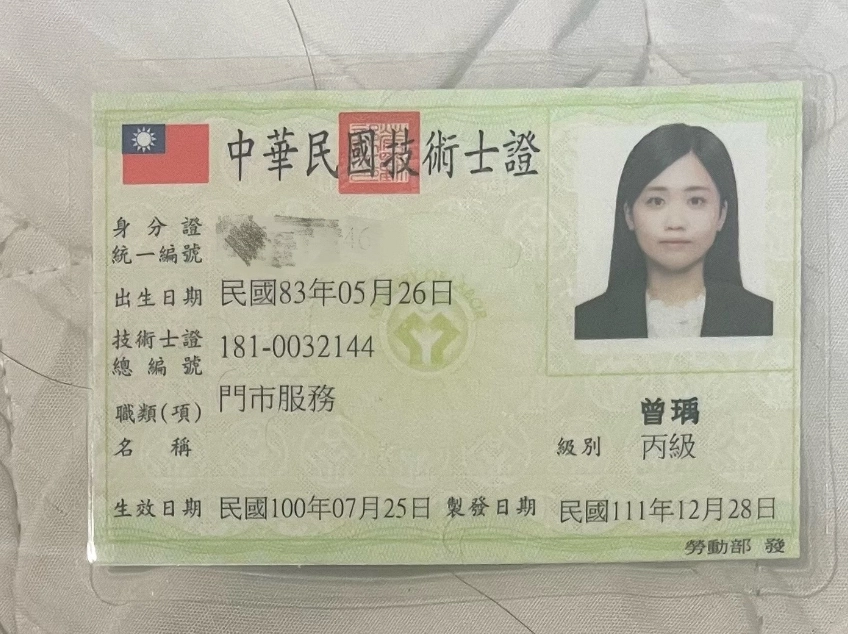 中華民國技術士證
身分證
統一編號
出生日期 民國83年05月26日
技術士證
總編號 181-0032144
職類(項) 門市服務
名稱
曾瑀
級別 丙級
生效日期 民國100年07月25日 製發日期 民國111年12月28日
勞動部 發